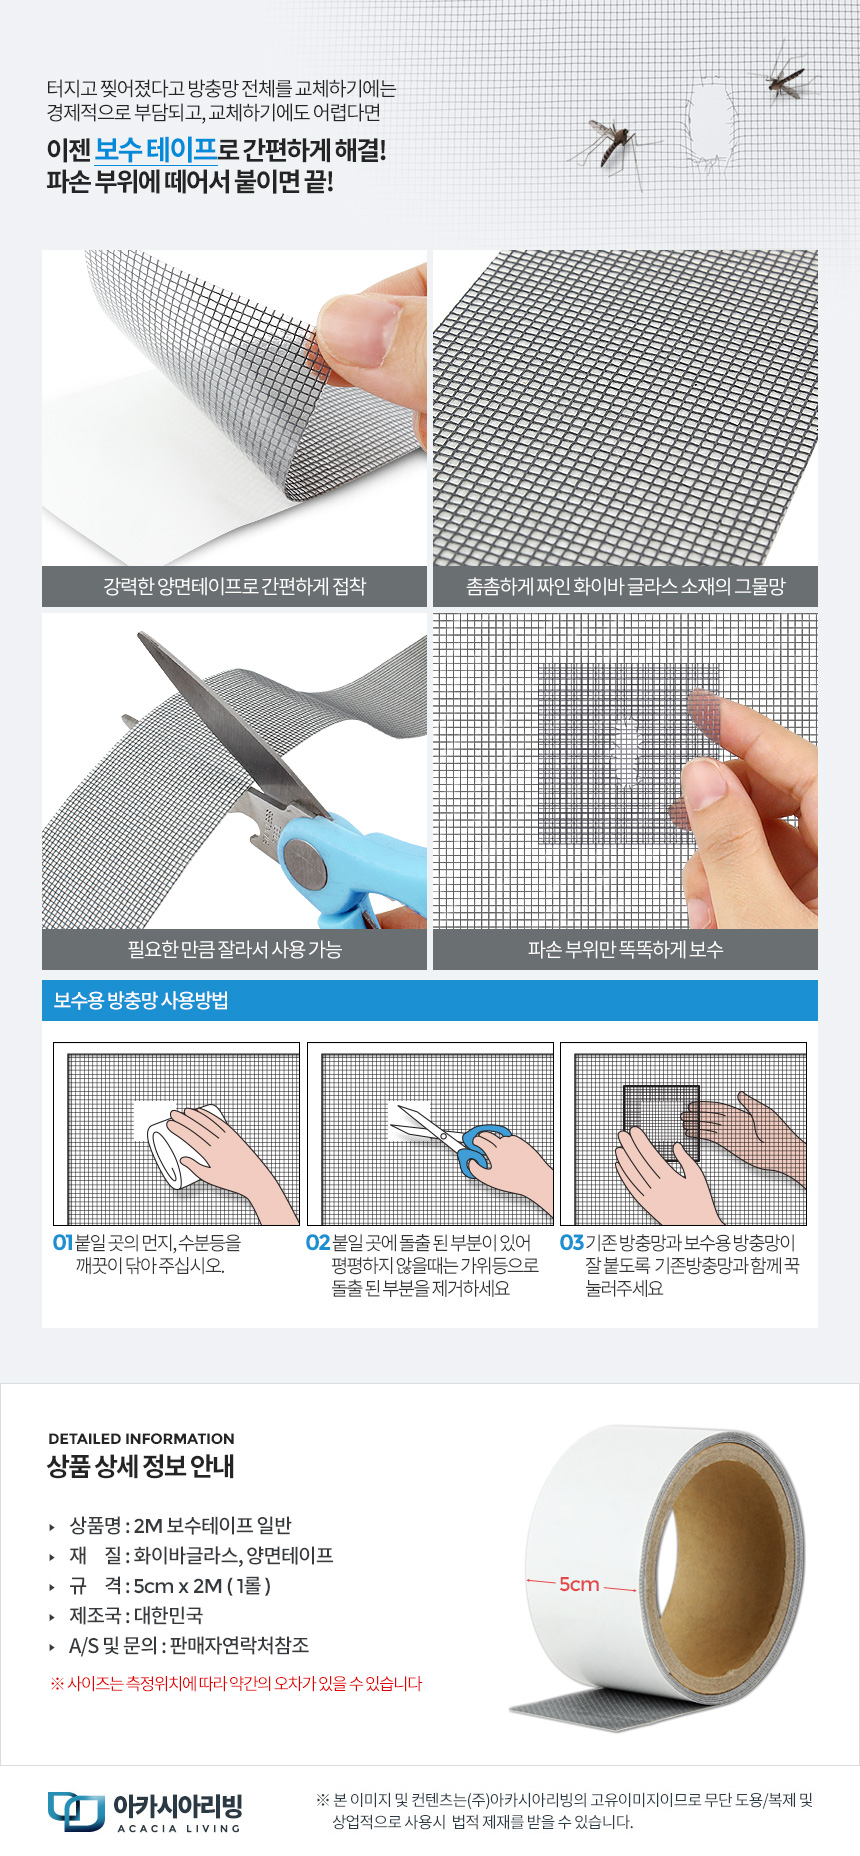 터지고 찢어졌다고 방충망 전체를 교체하기에는
경제적으로 부담되고, 교체하기에도 어렵다면
이젠 보수 테이프로 간편하게 해결!
파손 부위에 떼어서 붙이면 끝!
강력한 양면테이프로 간편하게 접착
촘촘하게 짜인 화이바 글라스 소재의 그물망
필요한 만큼 잘라서 사용 가능
파손 부위만 똑똑하게 보수
보수용 방충망 사용방법
01 붙일 곳의 먼지, 수분등을
깨끗이 닦아 주십시오.
02 붙일 곳에 돌출 된 부분이 있어
평평하지 않을때는 가위등으로
돌출 된 부분을 제거하세요
03 기존 방충망과 보수용 방충망이
잘 붙도록 기존방충망과 함께 꾹
눌러주세요
DETAILED INFORMATION
상품 상세 정보 안내
▸ 상품명 : 2M 보수테이프 일반
▸ 재 질 : 화이바글라스, 양면테이프
▸ 규 격 : 5cm x 2M ( 1롤 )
▸ 제조국 : 대한민국
▸ A/S 및 문의 : 판매자연락처참조
※ 사이즈는 측정위치에 따라 약간의 오차가 있을 수 있습니다
5cm
아카시아리빙
ACACIA LIVING
※ 본 이미지 및 컨텐츠는(주)아카시아리빙의 고유이미지이므로 무단 도용/복제 및
상업적으로 사용시 법적 제재를 받을 수 있습니다.